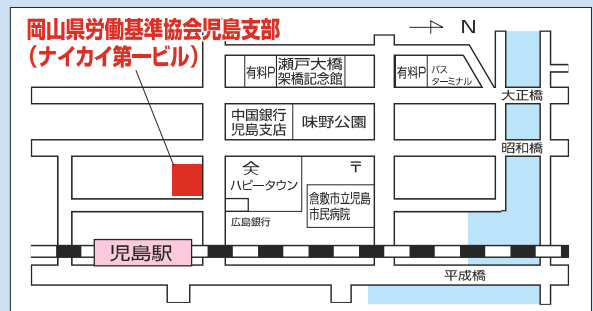 岡山県労働基準協会児島支部
(ナイカイ第一ビル)
N
有料P
瀬戸大橋
架橋記念館
有料P
バス
ターミナル
大正橋
中国銀行
児島支店
味野公園
昭和橋
〒
ハピータウン
倉敷市立児島
市民病院
広島銀行
児島駅
平成橋